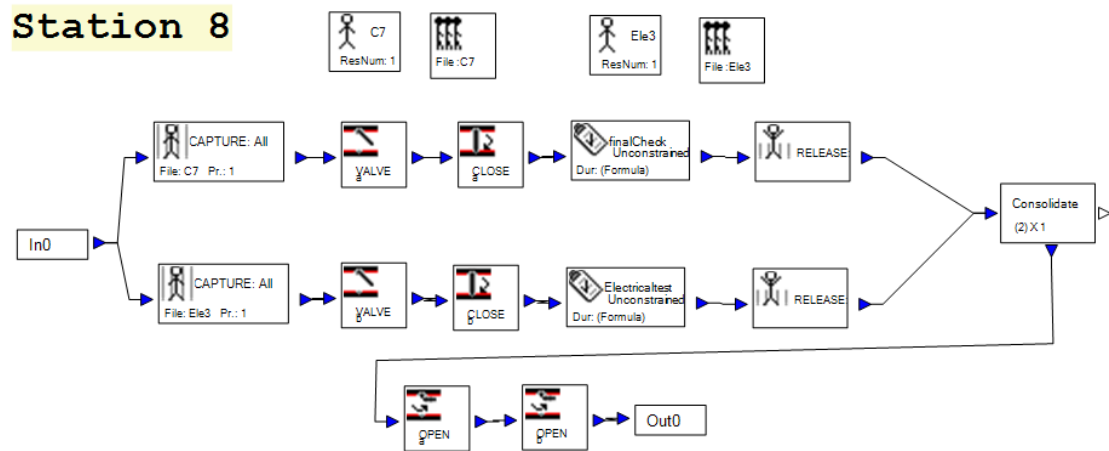 Station 8
C7
ResNum: 1
File :C7
Ele3
ResNum: 1
File :Ele3
CAPTURE: All
File: C7 Pr.: 1
VALVE
a
CLOSE
a
finalCheck
Unconstrained
Dur: (Formula)
RELEASE:
In0
Consolidate
(2) X 1
CAPTURE: All
File: Ele3 Pr.: 1
VALVE
b
CLOSE
b
Electricaltest
Unconstrained
Dur: (Formula)
RELEASE:
OPEN
a
OPEN
b
Out0